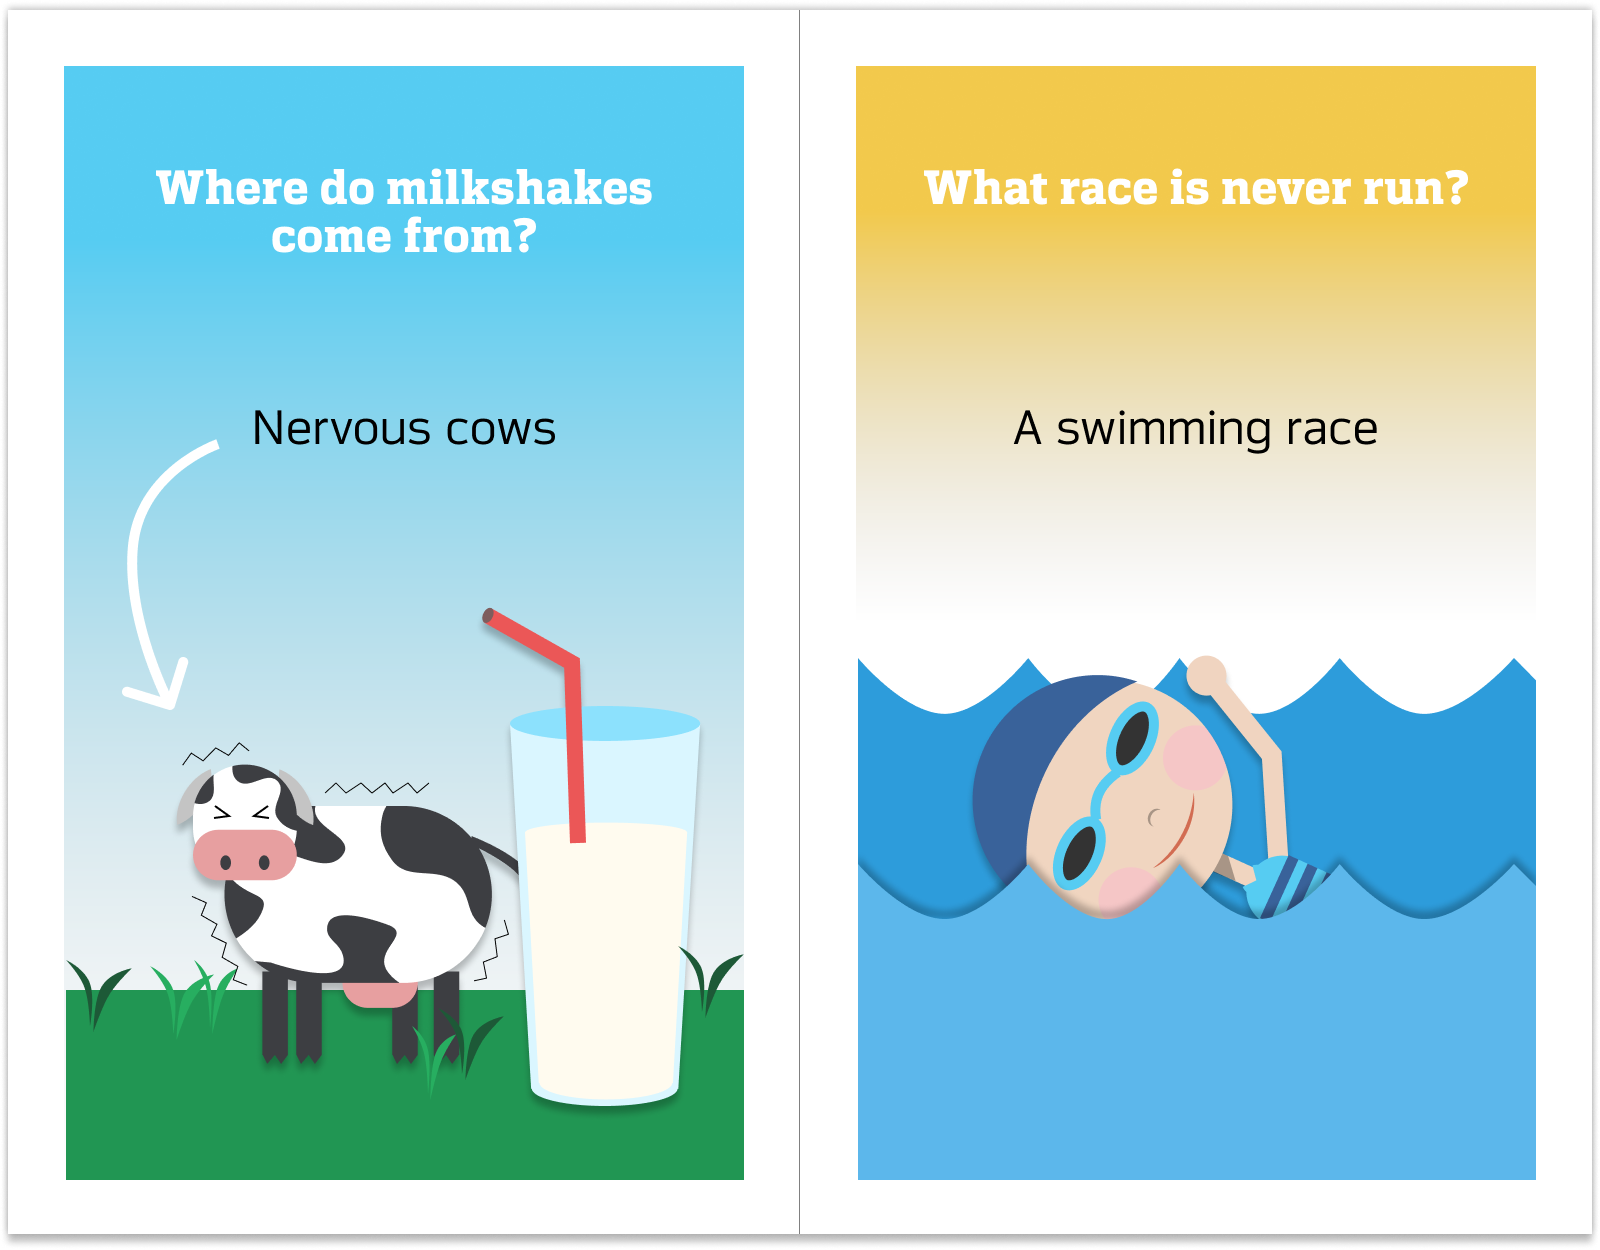 Where do milkshakes
come from?
Nervous cows
What race is never run?
A swimming race